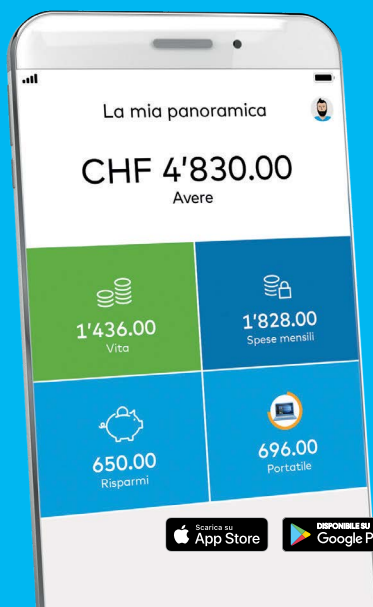 La mia panoramica
CHF 4'830.00
Avere
1'436.00
Vita
1'828.00
Spese mensili
650.00
Risparmi
696.00
Portatile
Scarica su
App Store
DISPONIBILE SU
Google P